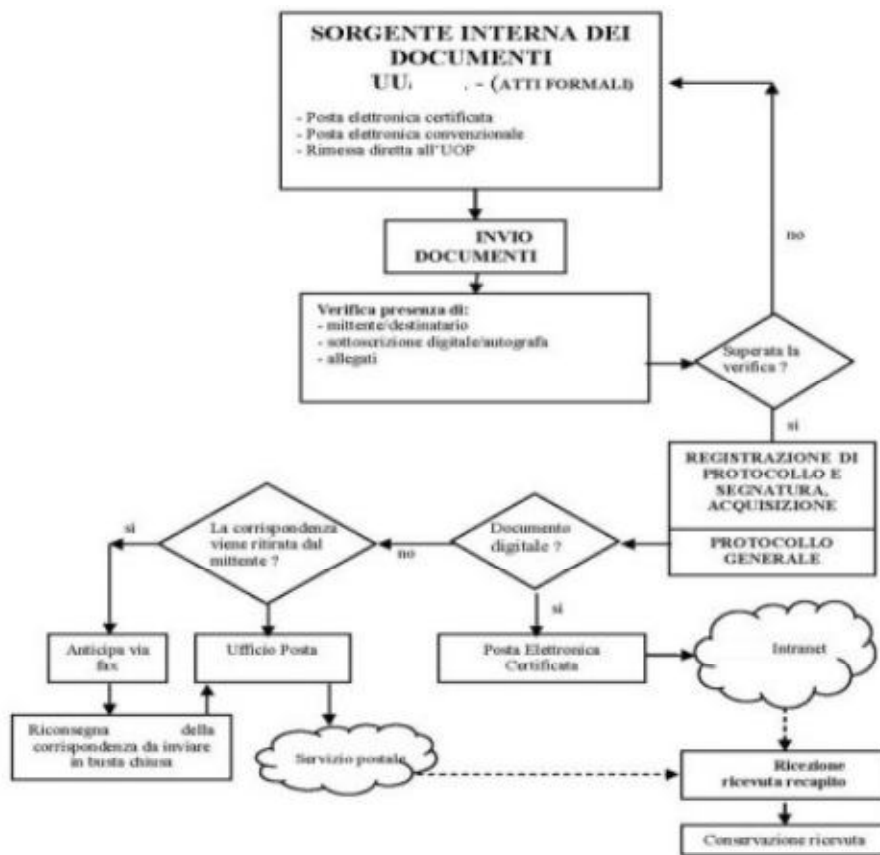 SORGENTE INTERNA DEI
DOCUMENTI
UU. . - (ATTI FORMALI)
- Posta elettronica certificata
- Posta elettronica convenzionale
- Rimessa diretta all'UOP
INVIO
DOCUMENTI
no
Verifica presenza di:
- mittente/destinatario
- sottoscrizione digitale/autografa
- allegati
Superata la
verifica ?
si
REGISTRAZIONE DI
PROTOCOLLO E
SEGNATURA,
ACQUISIZIONE
PROTOCOLLO
GENERALE
Documento
digitale ?
no
La corrispondenza
viene ritirata dal
mittente ?
si
si
Anticipa via
fax
Ufficio Posta
Posta Elettronica
Certificata
Intranet
Riconsegna della
corrispondenza da inviare
in busta chiusa
Servizio postale
Ricezione
ricevuta recapito
Conservazione ricevuta